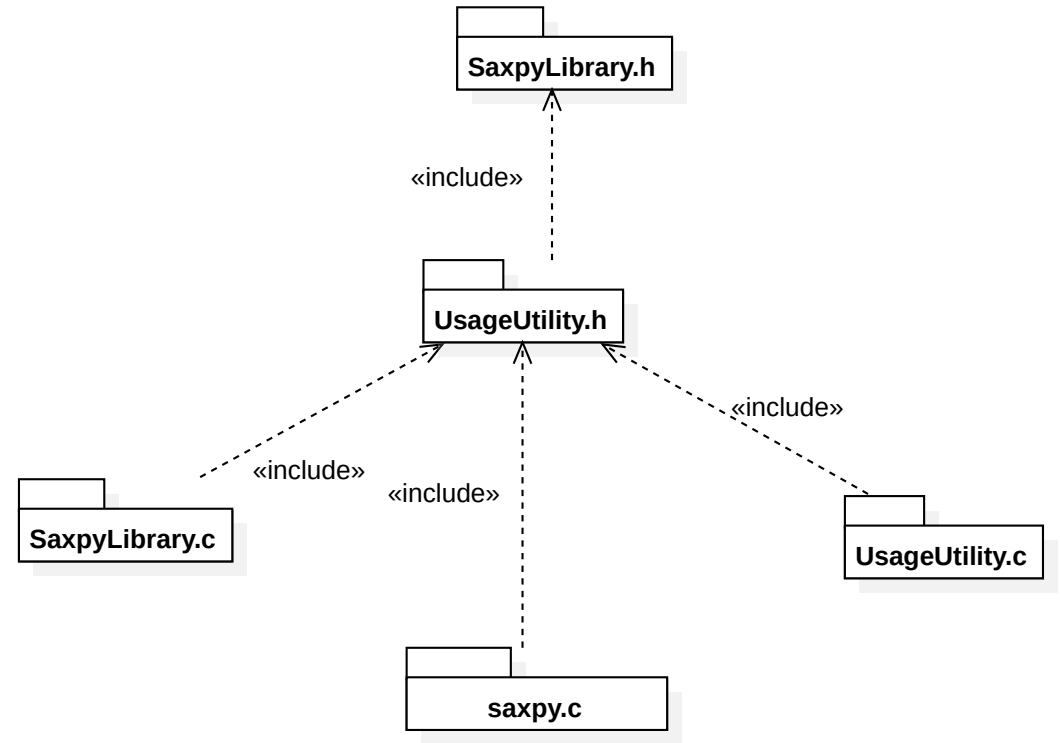 SaxpyLibrary.h
«include»
UsageUtility.h
«include»
«include»
«include»
SaxpyLibrary.c
UsageUtility.c
saxpy.c